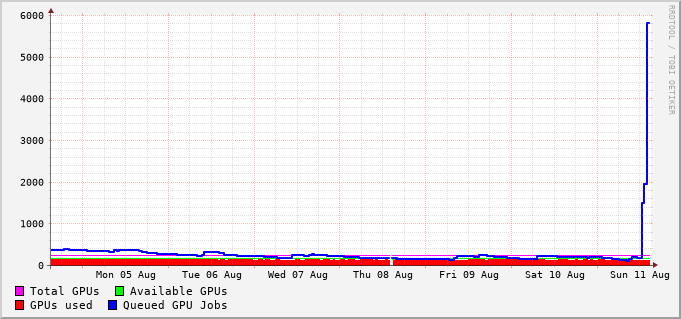 6000
5000
4000
3000
2000
1000
0
Mon 05 Aug Tue 06 Aug Wed 07 Aug Thu 08 Aug Fri 09 Aug Sat 10 Aug Sun 11 Aug
Total GPUs Available GPUs
GPUs used Queued GPU Jobs
RRDTOOL / TOBI OETIKER